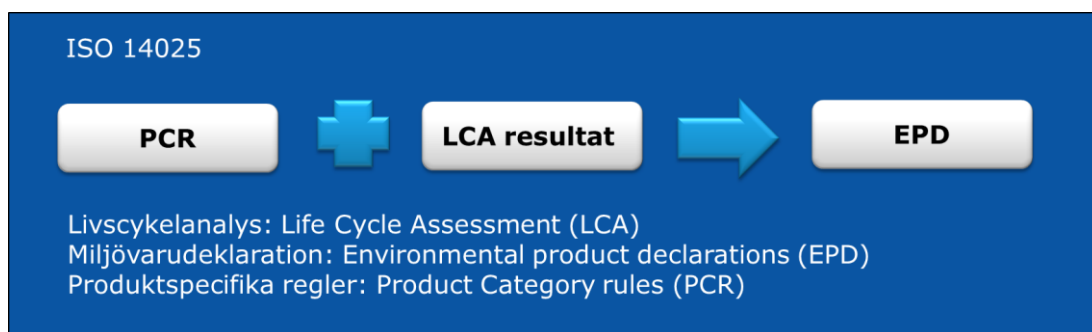 ISO 14025
PCR
LCA resultat
EPD
Livscykelanalys: Life Cycle Assessment (LCA)
Miljövarudeklaration: Environmental product declarations (EPD)
Produktspecifika regler: Product Category rules (PCR)